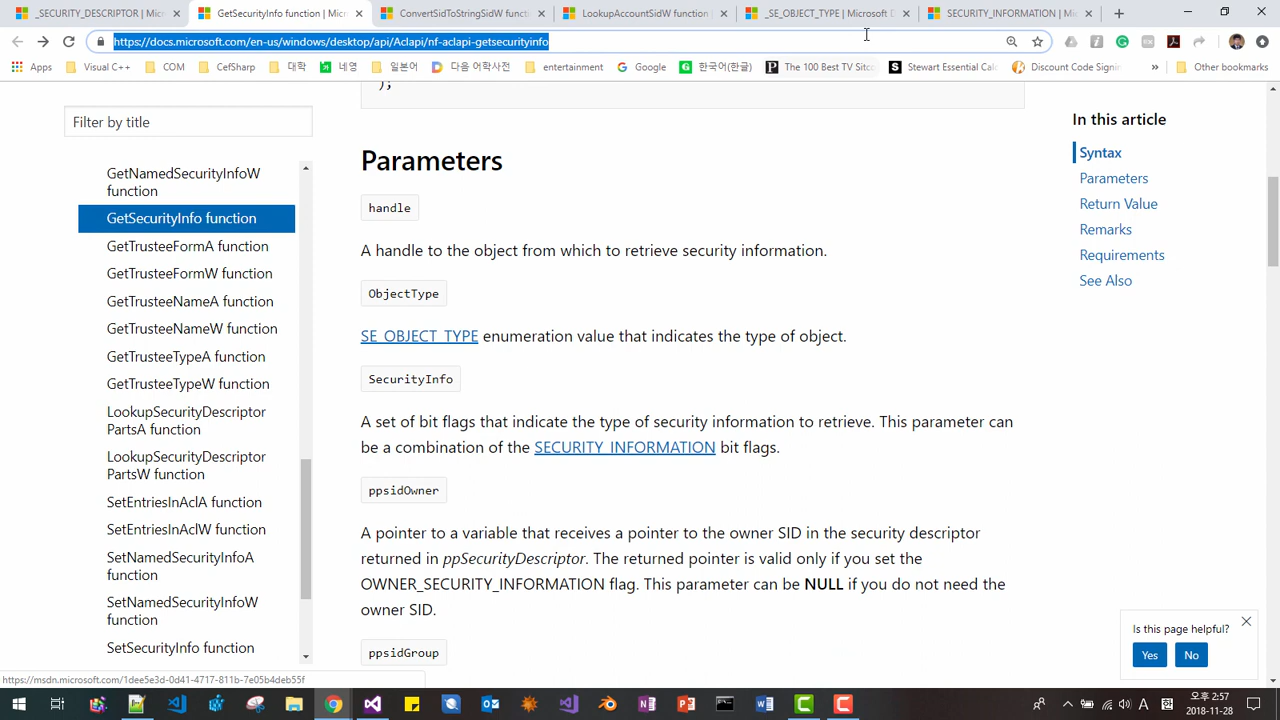 _SECURITY_DESCRIPTOR | Mic
GetSecurityInfo function | Mic
ConvertSidToStringSidW functi
LookupAccountSidW function |
_SE_OBJECT_TYPE | Microsoft D
SECURITY_INFORMATION | Mi
https://docs.microsoft.com/en-us/windows/desktop/api/Aclapi/nf-aclapi-getsecurityinfo
Apps
Visual C++
COM
CefSharp
대학
네영
일본어
다음 어학사전
entertainment
Google
한국어(한글)
The 100 Best TV Sitco
Stewart Essential Calc
Discount Code Signin
»
Other bookmarks
);
Filter by title
GetNamedSecurityInfoW
function
GetSecurityInfo function
GetTrusteeFormA function
GetTrusteeFormW function
GetTrusteeNameA function
GetTrusteeNameW function
GetTrusteeTypeA function
GetTrusteeTypeW function
LookupSecurityDescriptor
PartsA function
LookupSecurityDescriptor
PartsW function
SetEntriesInAclA function
SetEntriesInAclW function
SetNamedSecurityInfoA
function
SetNamedSecurityInfoW
function
SetSecurityInfo function
Parameters
handle
A handle to the object from which to retrieve security information.
ObjectType
SE_OBJECT_TYPE enumeration value that indicates the type of object.
SecurityInfo
A set of bit flags that indicate the type of security information to retrieve. This parameter can
be a combination of the SECURITY_INFORMATION bit flags.
ppsidOwner
A pointer to a variable that receives a pointer to the owner SID in the security descriptor
returned in ppSecurityDescriptor. The returned pointer is valid only if you set the
OWNER_SECURITY_INFORMATION flag. This parameter can be NULL if you do not need the
owner SID.
ppsidGroup
In this article
Syntax
Parameters
Return Value
Remarks
Requirements
See Also
Is this page helpful?
Yes
No
https://msdn.microsoft.com/1dee5e3d-0d41-4717-811b-7e05b4deb55f
A
오후 2:57
2018-11-28